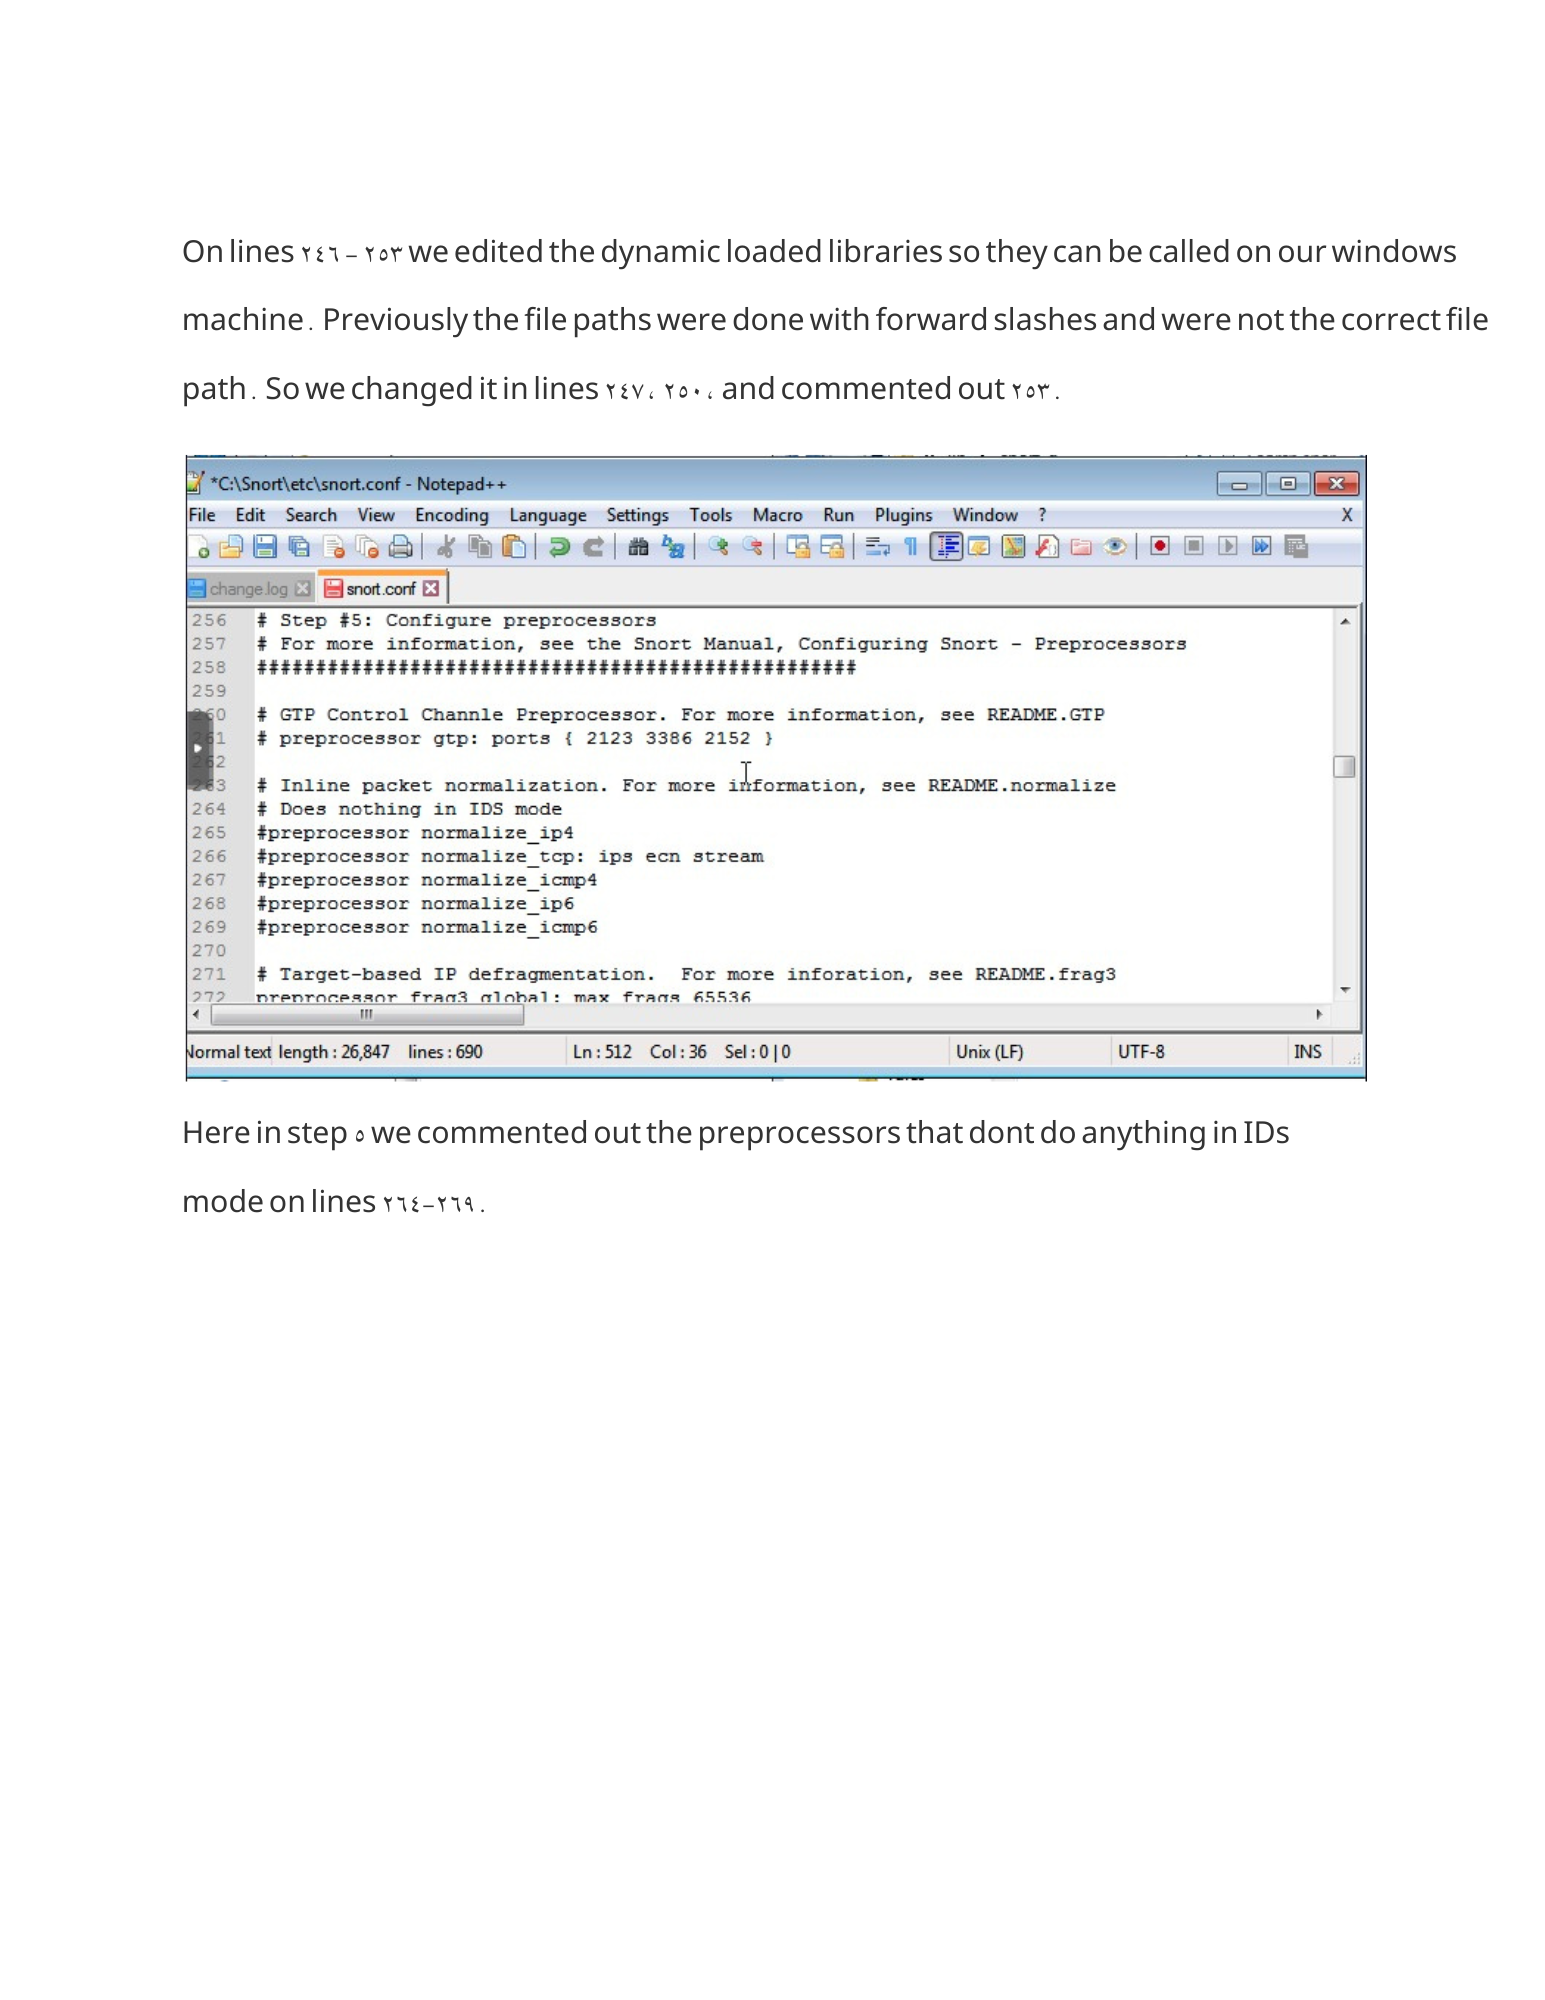 On lines ٢٤٦ – ٢٥٣ we edited the dynamic loaded libraries so they can be called on our windows
machine. Previously the file paths were done with forward slashes and were not the correct file
path. So we changed it in lines ٢٤٧، ٢٥٠، and commented out ٢٥٣.
*C:\Snort\etc\snort.conf - Notepad++
File Edit Search View Encoding Language Settings Tools Macro Run Plugins Window ? X
change.log snort.conf
256 # Step #5: Configure preprocessors
257 # For more information, see the Snort Manual, Configuring Snort - Preprocessors
258 ###################################################
259
260 # GTP Control Channle Preprocessor. For more information, see README.GTP
261 # preprocessor gtp: ports { 2123 3386 2152 }
262
263 # Inline packet normalization. For more information, see README.normalize
264 # Does nothing in IDS mode
265 #preprocessor normalize_ip4
266 #preprocessor normalize_tcp: ips ecn stream
267 #preprocessor normalize_icmp4
268 #preprocessor normalize_ip6
269 #preprocessor normalize_icmp6
270
271 # Target-based IP defragmentation.  For more inforation, see README.frag3
272 preprocessor frag3_global: max_frags 65536
Normal text length : 26,847 lines : 690 Ln : 512 Col : 36 Sel : 0 | 0 Unix (LF) UTF-8 INS
Here in step ٥ we commented out the preprocessors that dont do anything in IDs
mode on lines ٢٦٤–٢٦٩.